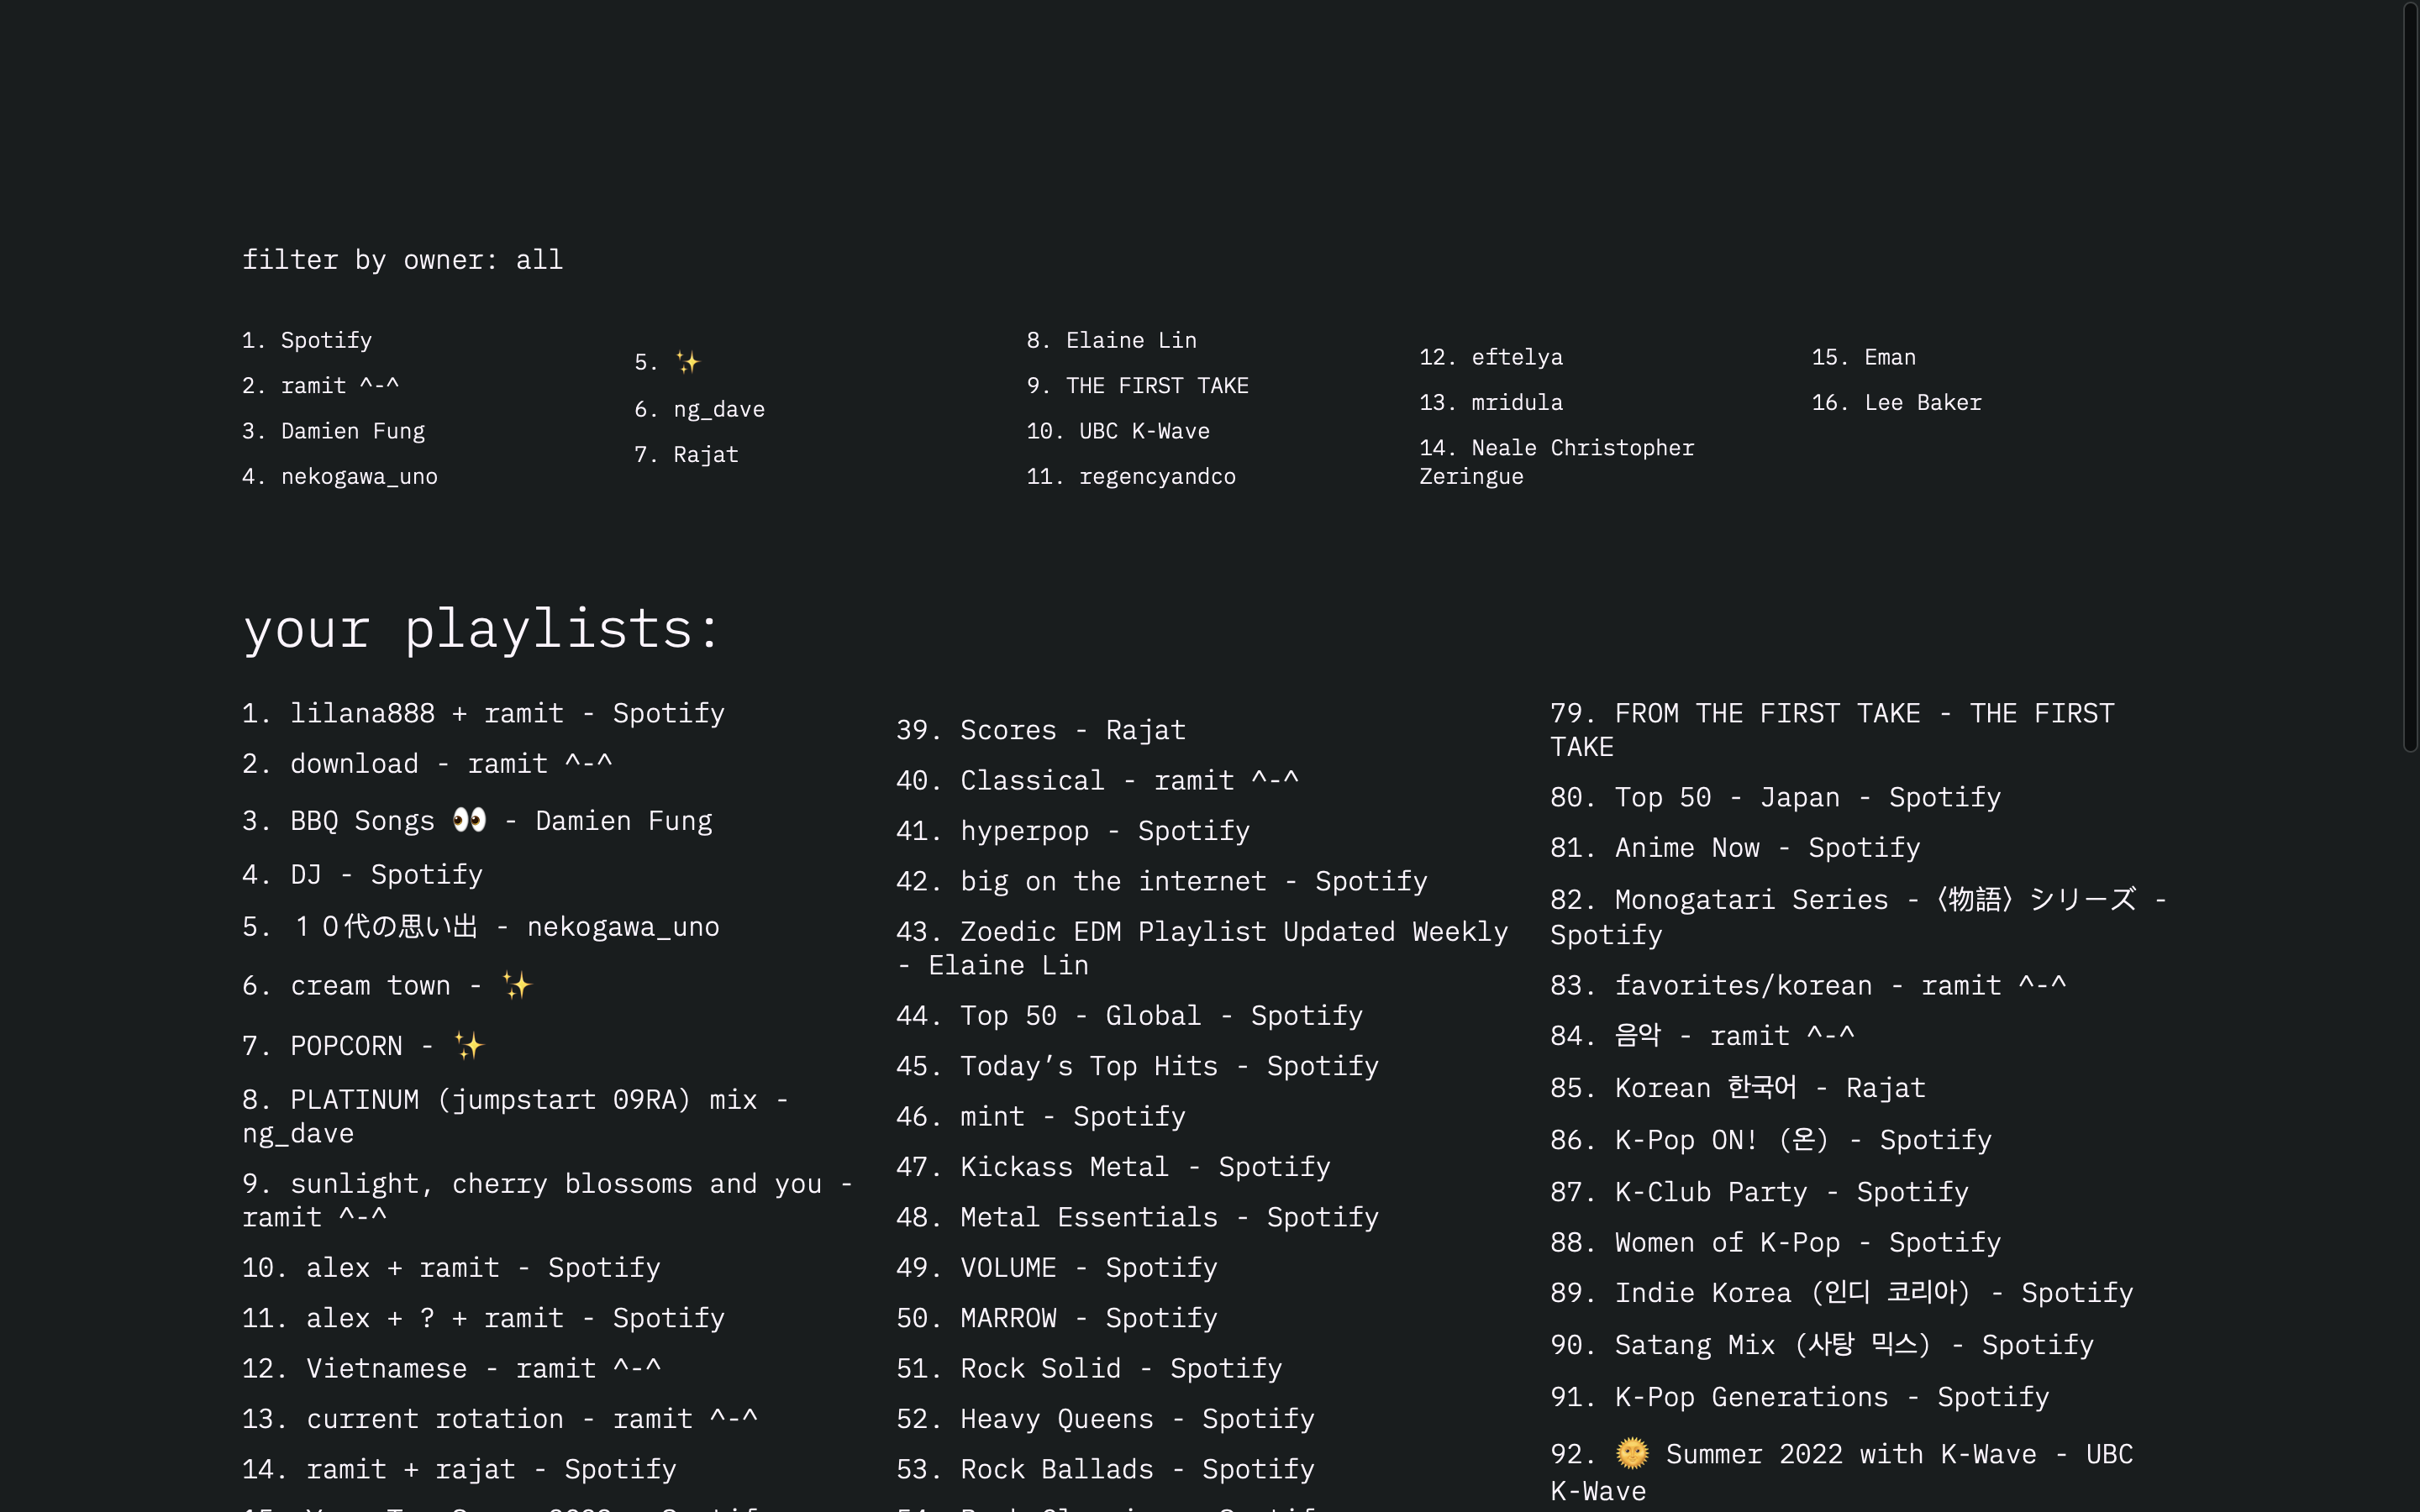 filter by owner: all
1. Spotify
2. ramit ^-^
3. Damien Fung
4. nekogawa_uno
5. ✨
6. ng_dave
7. Rajat
8. Elaine Lin
9. THE FIRST TAKE
10. UBC K-Wave
11. regencyandco
12. eftelya
13. mridula
14. Neale Christopher
Zeringue
15. Eman
16. Lee Baker
your playlists:
1. lilana888 + ramit - Spotify
2. download - ramit ^-^
3. BBQ Songs 👀 - Damien Fung
4. DJ - Spotify
5. １０代の思い出 - nekogawa_uno
6. cream town - ✨
7. POPCORN - ✨
8. PLATINUM (jumpstart 09RA) mix -
ng_dave
9. sunlight, cherry blossoms and you -
ramit ^-^
10. alex + ramit - Spotify
11. alex + ? + ramit - Spotify
12. Vietnamese - ramit ^-^
13. current rotation - ramit ^-^
14. ramit + rajat - Spotify
39. Scores - Rajat
40. Classical - ramit ^-^
41. hyperpop - Spotify
42. big on the internet - Spotify
43. Zoedic EDM Playlist Updated Weekly
- Elaine Lin
44. Top 50 - Global - Spotify
45. Today’s Top Hits - Spotify
46. mint - Spotify
47. Kickass Metal - Spotify
48. Metal Essentials - Spotify
49. VOLUME - Spotify
50. MARROW - Spotify
51. Rock Solid - Spotify
52. Heavy Queens - Spotify
53. Rock Ballads - Spotify
79. FROM THE FIRST TAKE - THE FIRST
TAKE
80. Top 50 - Japan - Spotify
81. Anime Now - Spotify
82. Monogatari Series -〈物語〉シリーズ -
Spotify
83. favorites/korean - ramit ^-^
84. 음악 - ramit ^-^
85. Korean 한국어 - Rajat
86. K-Pop ON! (온) - Spotify
87. K-Club Party - Spotify
88. Women of K-Pop - Spotify
89. Indie Korea (인디 코리아) - Spotify
90. Satang Mix (사탕 믹스) - Spotify
91. K-Pop Generations - Spotify
92. 🌞 Summer 2022 with K-Wave - UBC
K-Wave